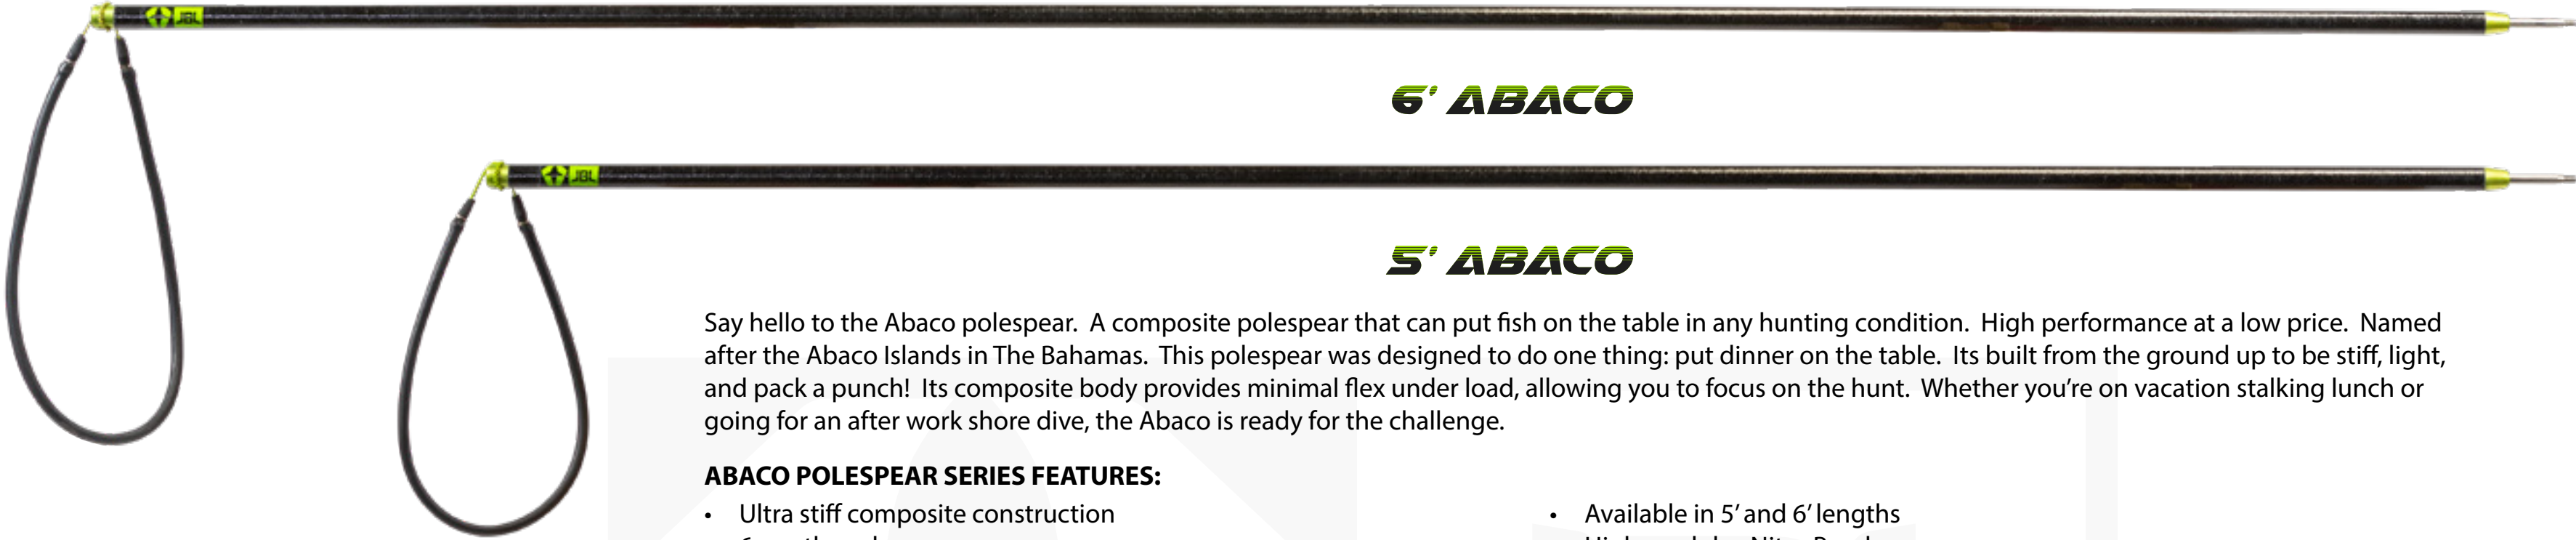 JBL
6' ABACO
JBL
5' ABACO
Say hello to the Abaco polespear.  A composite polespear that can put fish on the table in any hunting condition.  High performance at a low price.  Named
after the Abaco Islands in The Bahamas.  This polespear was designed to do one thing: put dinner on the table.  Its built from the ground up to be stiff, light,
and pack a punch!  Its composite body provides minimal flex under load, allowing you to focus on the hunt.  Whether you're on vacation stalking lunch or
going for an after work shore dive, the Abaco is ready for the challenge.
ABACO POLESPEAR SERIES FEATURES:
• Ultra stiff composite construction
• Available in 5' and 6' lengths